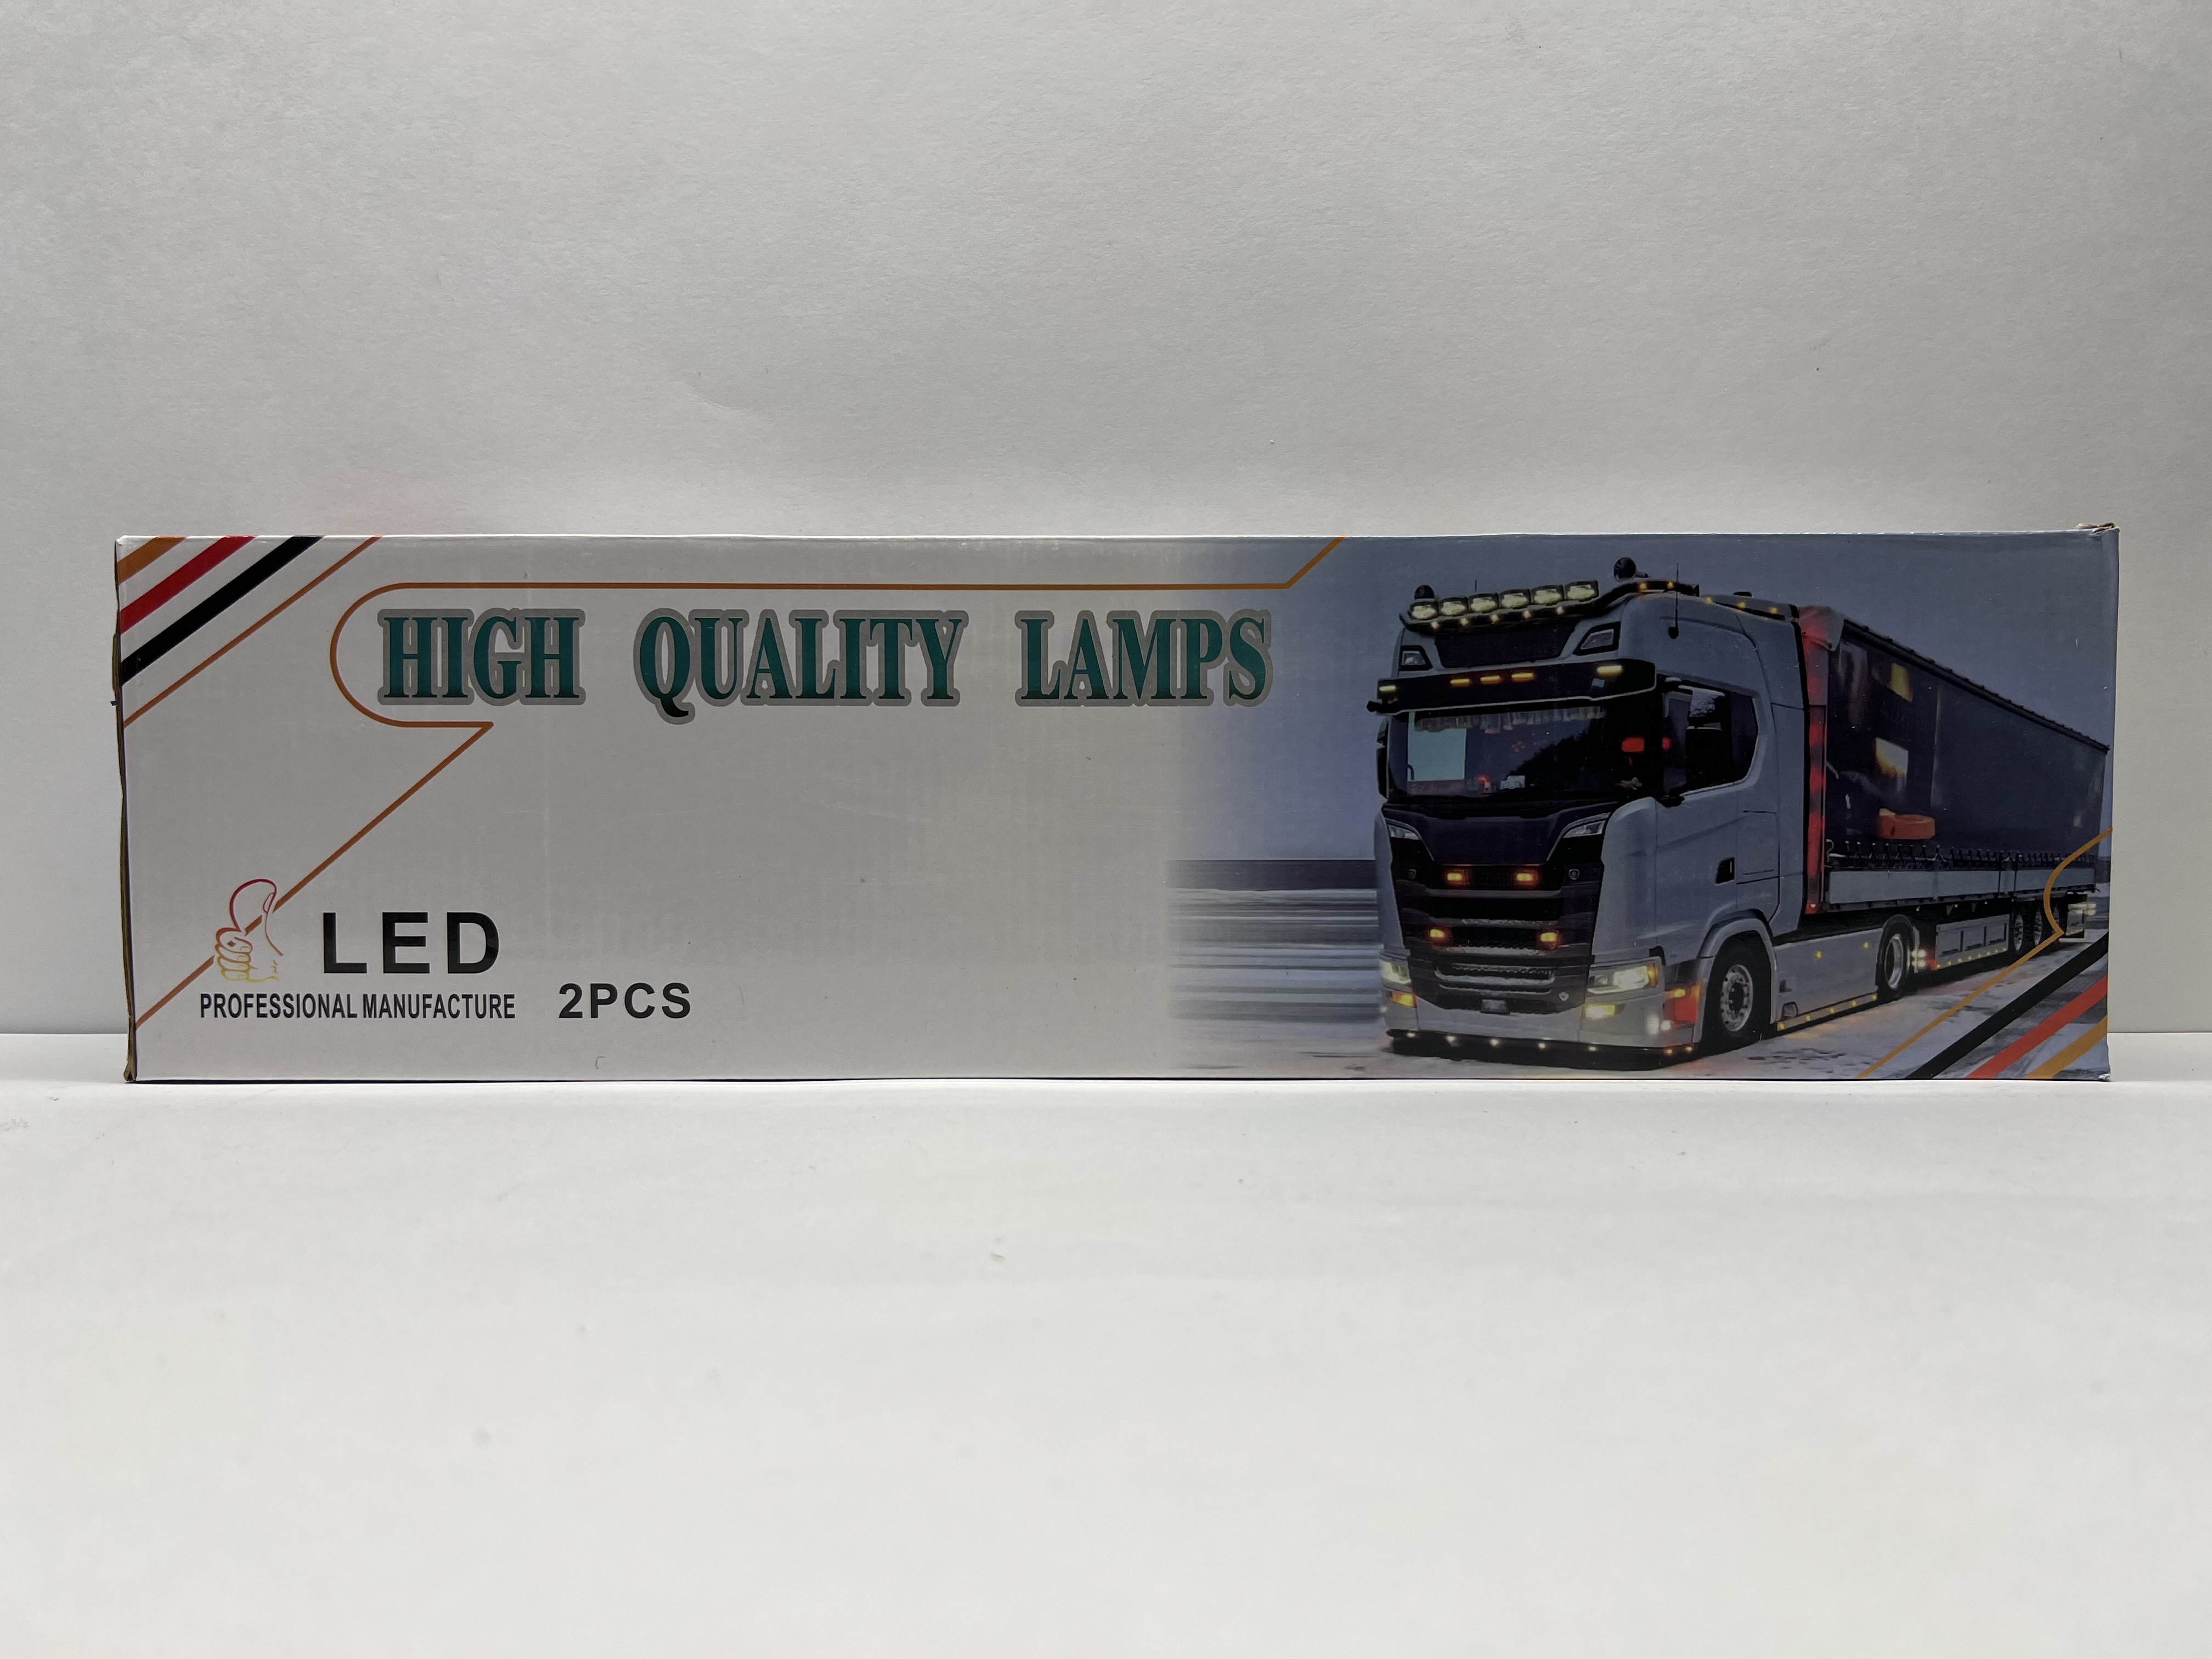 HIGH QUALITY LAMPS
LED
PROFESSIONAL MANUFACTURE
2PCS